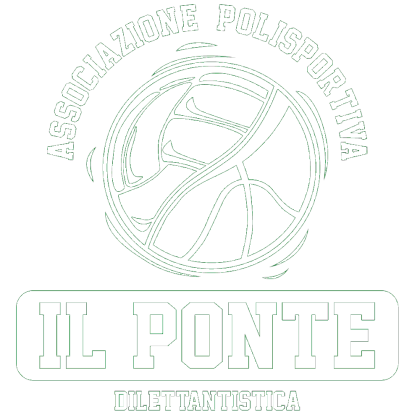 ASSOCIAZIONE POLISPORTIVA
IL PONTE
DILETTANTISTICA